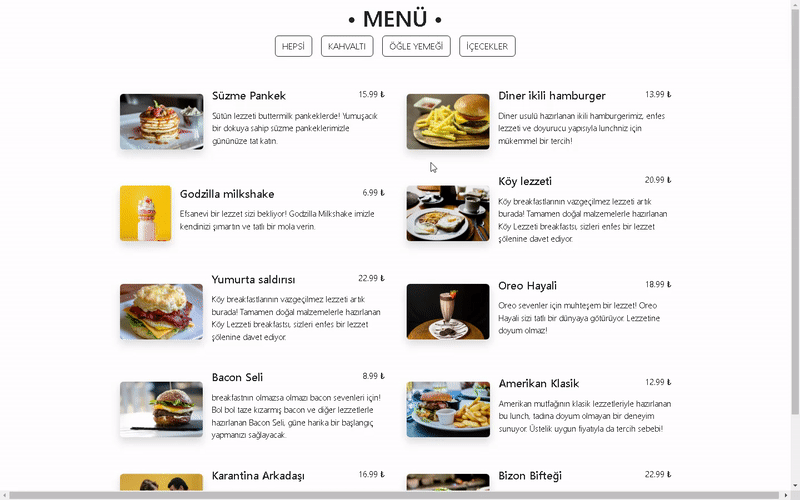 • MENÜ •
HEPSİ KAHVALTI ÖĞLE YEMEĞİ İÇECEKLER
Süzme Pankek 15.99 ₺
Sütün lezzeti buttermilk pankeklerde! Yumuşacık
bir dokuya sahip süzme pankeklerimizle
gününüze tat katın.
Diner ikili hamburger 13.99 ₺
Diner usulü hazırlanan ikili hamburgerimiz, enfes
lezzeti ve doyurucu yapısıyla lunchniz için
mükemmel bir tercih!
Godzilla milkshake 6.99 ₺
Efsanevi bir lezzet sizi bekliyor! Godzilla Milkshake imizle
kendinizi şımartın ve tatlı bir mola verin.
Köy lezzeti 20.99 ₺
Köy breakfastlarının vazgeçilmez lezzeti artık
burada! Tamamen doğal malzemelerle hazırlanan
Köy Lezzeti breakfastsı, sizleri enfes bir lezzet
şölenine davet ediyor.
Yumurta saldırısı 22.99 ₺
Köy breakfastlarının vazgeçilmez lezzeti artık
burada! Tamamen doğal malzemelerle hazırlanan
Köy Lezzeti breakfastsı, sizleri enfes bir lezzet
şölenine davet ediyor.
Oreo Hayali 18.99 ₺
Oreo sevenler için muhteşem bir lezzet! Oreo
Hayali sizi tatlı bir dünyaya götürüyor. Lezzetine
doyum olmaz!
Bacon Seli 8.99 ₺
breakfastnın olmazsa olmazı bacon sevenleri için!
Bol bol taze kızarmış bacon ve diğer lezzetlerle
hazırlanan Bacon Seli, güne harika bir başlangıç
yapmanızı sağlayacak.
Amerikan Klasik 12.99 ₺
Amerikan mutfağının klasik lezzetleriyle hazırlanan
bu lunch, tadına doyum olmayan bir deneyim
sunuyor. Üstelik uygun fiyatıyla da tercih sebebi!
Karantina Arkadaşı 16.99 ₺
Bizon Bifteği 22.99 ₺